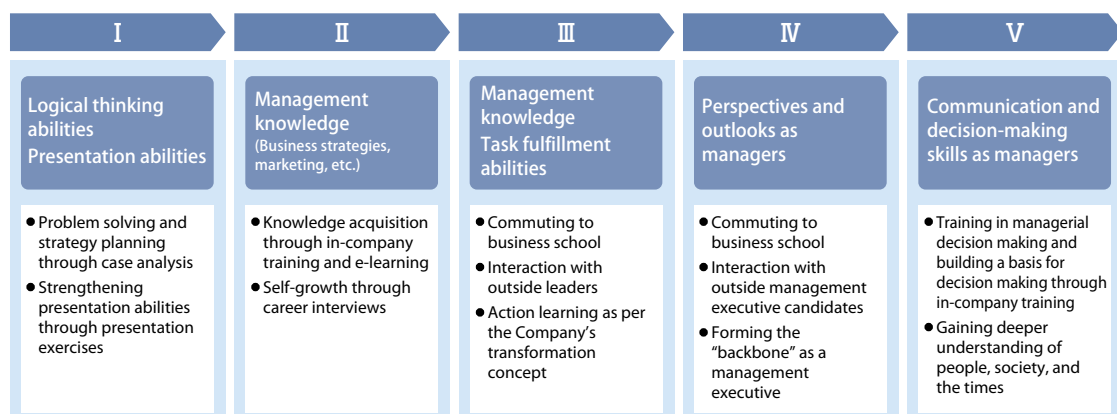 I
II
III
IV
V
Logical thinking
abilities
Presentation abilities
Management
knowledge
(Business strategies,
marketing, etc.)
Management
knowledge
Task fulfillment
abilities
Perspectives and
outlooks as
managers
Communication and
decision-making
skills as managers
● Problem solving and
strategy planning
through case analysis
● Strengthening
presentation abilities
through presentation
exercises
● Knowledge acquisition
through in-company
training and e-learning
● Self-growth through
career interviews
● Commuting to
business school
● Interaction with
outside leaders
● Action learning as per
the Company’s
transformation
concept
● Commuting to
business school
● Interaction with
outside management
executive candidates
● Forming the
“backbone” as a
management
executive
● Training in managerial
decision making and
building a basis for
decision making through
in-company training
● Gaining deeper
understanding of
people, society, and
the times